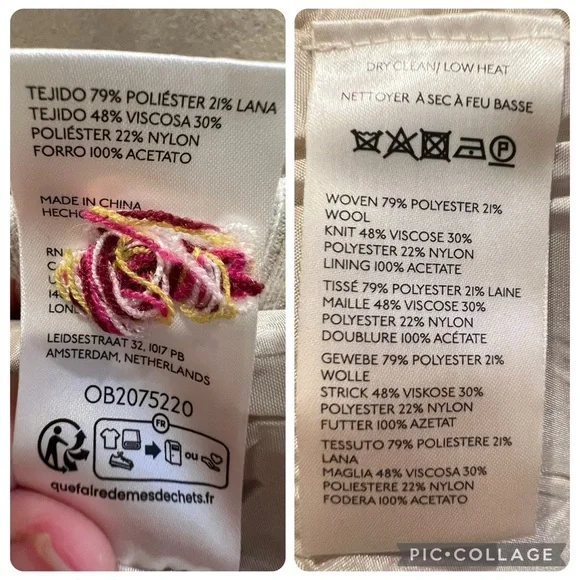 TEJIDO 79% POLIÉSTER 21% LANA
TEJIDO 48% VISCOSA 30%
POLIÉSTER 22% NYLON
FORRO 100% ACETATO
MADE IN CHINA
LEIDSESTRAAT 32, 1017 PB
AMSTERDAM, NETHERLANDS
OB2075220
FR
OU
quefairedemesdechets.fr
DRY CLEAN/ LOW HEAT
NETTOYER À SEC À FEU BASSE
P
WOVEN 79% POLYESTER 21%
WOOL
KNIT 48% VISCOSE 30%
POLYESTER 22% NYLON
LINING 100% ACETATE
TISSÉ 79% POLYESTER 21% LAINE
MAILLE 48% VISCOSE 30%
POLYESTER 22% NYLON
DOUBLURE 100% ACÉTATE
GEWEBE 79% POLYESTER 21%
WOLLE
STRICK 48% VISKOSE 30%
POLYESTER 22% NYLON
FUTTER 100% AZETAT
TESSUTO 79% POLIESTERE 21%
LANA
MAGLIA 48% VISCOSA 30%
POLIESTERE 22% NYLON
FODERA 100% ACETATO
PIC•COLLAGE